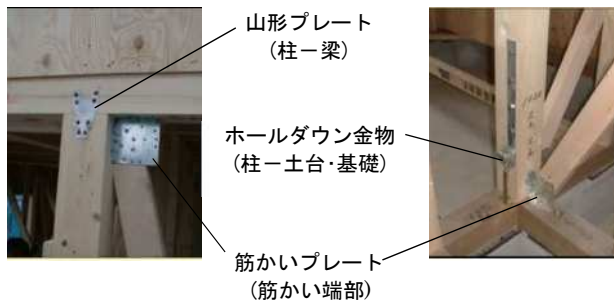 山形プレート
(柱－梁)
ホールダウン金物
(柱－土台･基礎)
筋かいプレート
(筋かい端部)